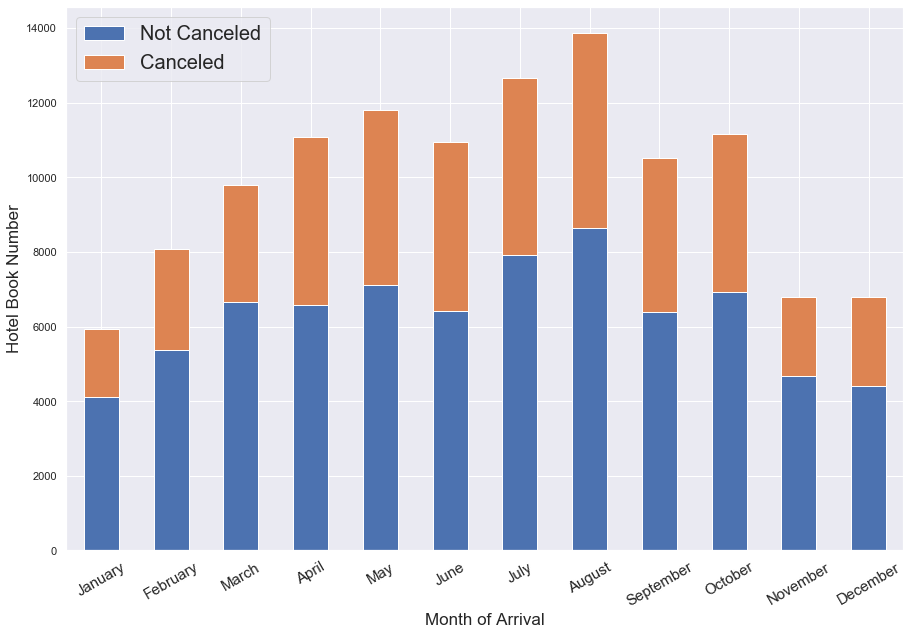 Not Canceled
Canceled
14000
12000
10000
8000
6000
4000
2000
0
Hotel Book Number
January
February
March
April
May
June
July
August
September
October
November
December
Month of Arrival